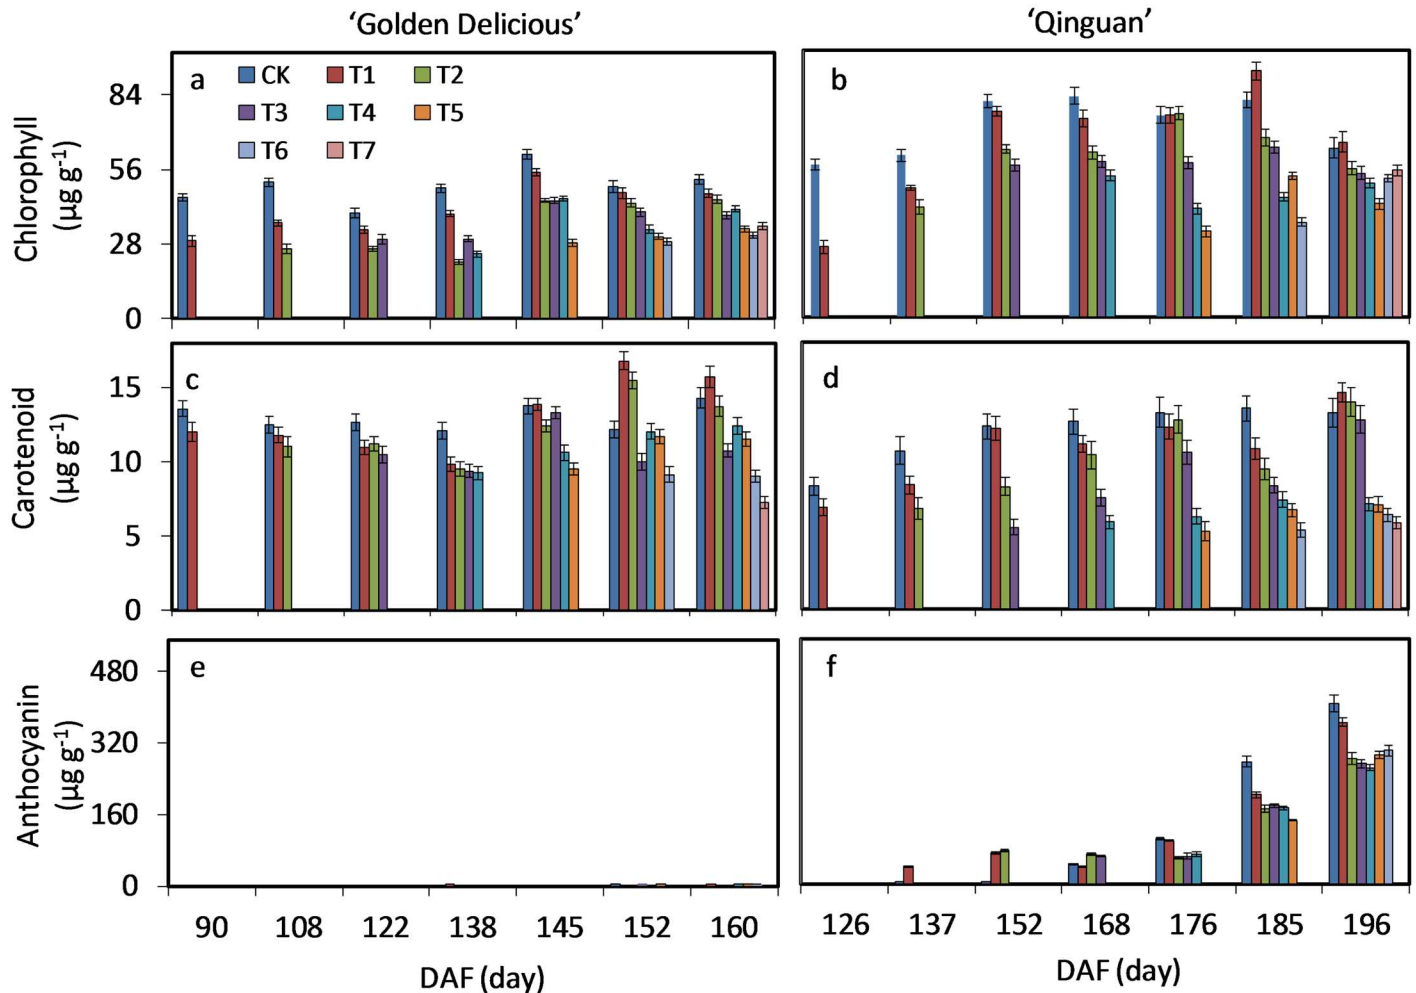 ‘Golden Delicious’ ‘Qinguan’
a b
CK T1 T2
T3 T4 T5
T6 T7
Chlorophyll
(µg g-1)
84
56
28
0
c d
Carotenoid
(µg g-1)
15
10
5
0
e f
Anthocyanin
(µg g-1)
480
320
160
0
90 108 122 138 145 152 160 126 137 152 168 176 185 196
DAF (day) DAF (day)